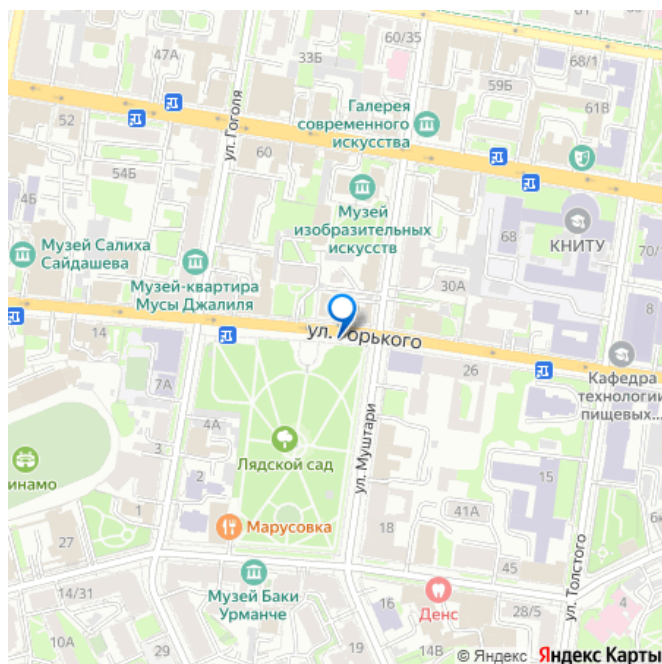 60/35
68/1
47А
33Б
59Б
61В
Галерея
современного
искусства
52
ул. Гоголя
60
54Б
4Б
Музей
изобразительных
искусств
68
КНИТУ
70/
Музей Салиха
Сайдашева
Музей-квартира
Мусы Джалиля
30А
8
14
ул. Горького
26
Кафедра
технологии
пищевых...
7А
4А
Лядской сад
ул. Муштари
3
2
15
инамо
1
Марусовка
18
41А
27
ул. Толстого
14/31
Музей Баки
Урманче
16
Денс
45
28/5
4
10А
29
© Яндекс Яндекс Карты